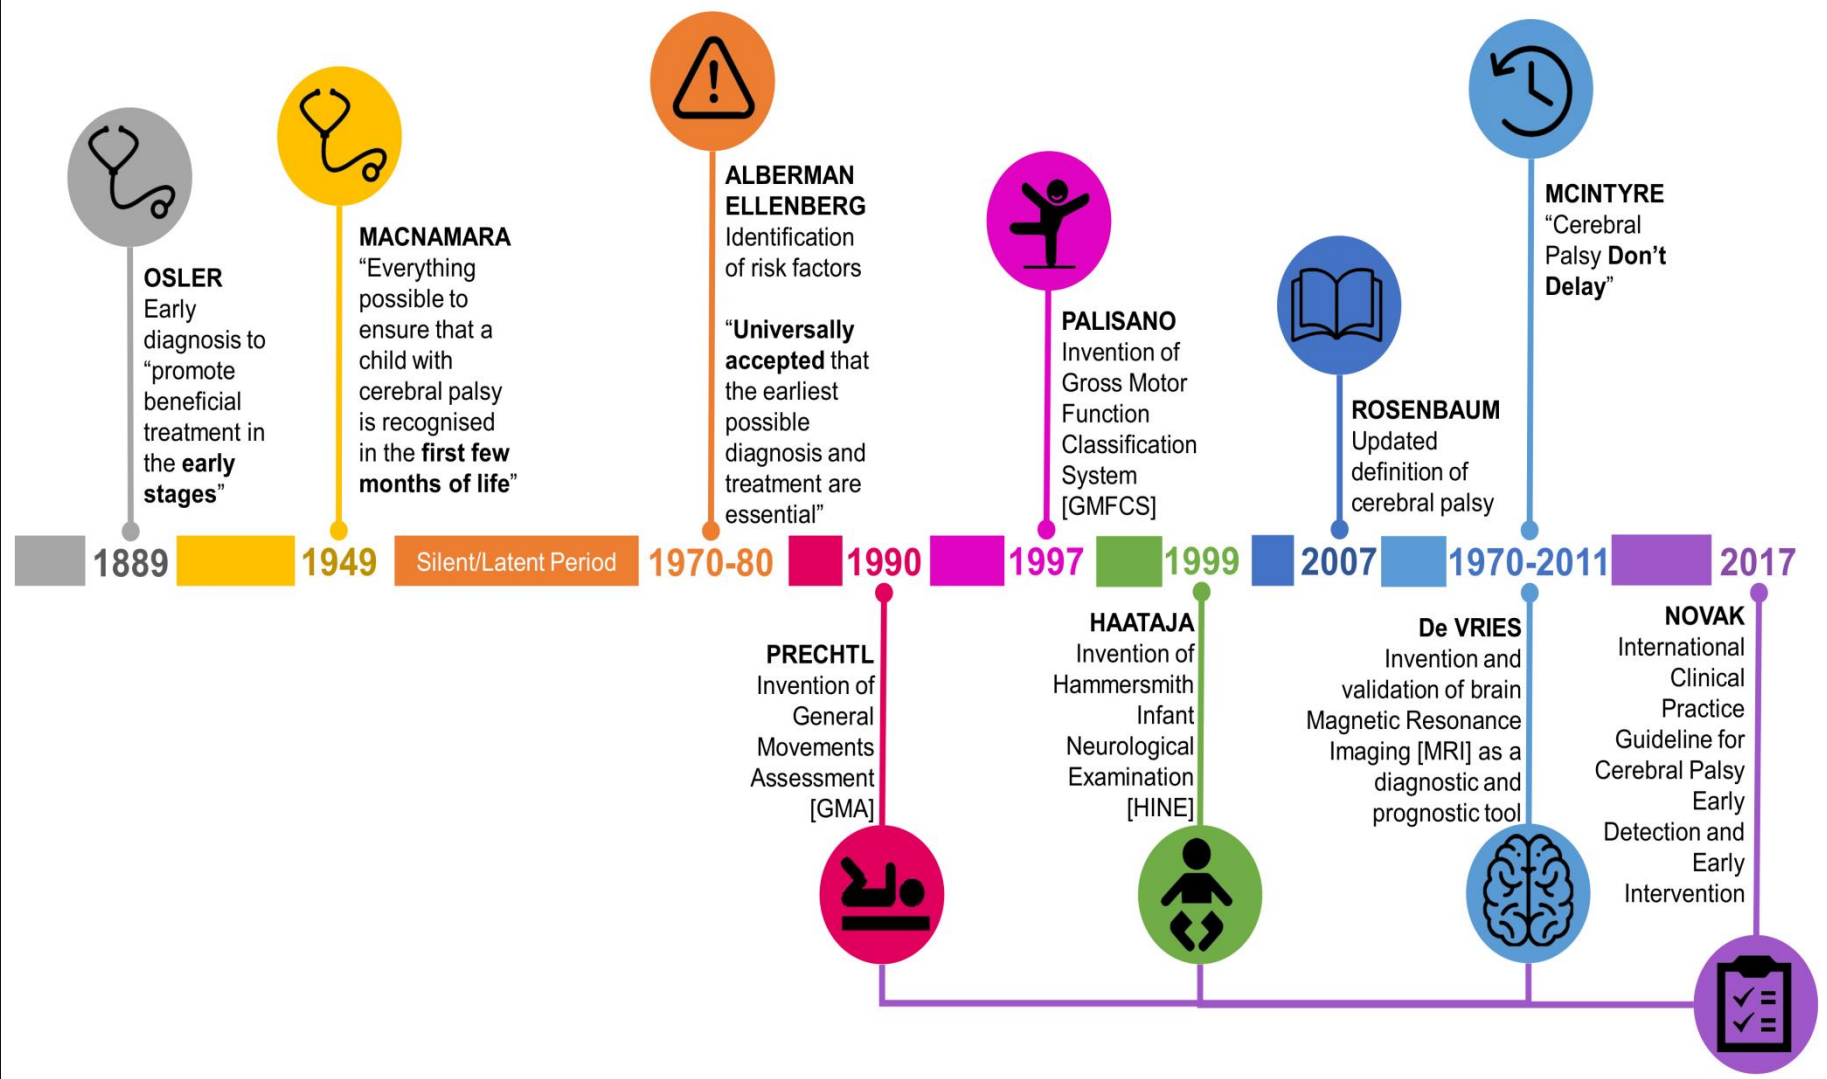 OSLER
Early
diagnosis to
“promote
beneficial
treatment in
the early
stages”
MACNAMARA
“Everything
possible to
ensure that a
child with
cerebral palsy
is recognised
in the first few
months of life”
ALBERMAN
ELLENBERG
Identification
of risk factors
“Universally
accepted that
the earliest
possible
diagnosis and
treatment are
essential”
PALISANO
Invention of
Gross Motor
Function
Classification
System
[GMFCS]
ROSENBAUM
Updated
definition of
cerebral palsy
MCINTYRE
“Cerebral
Palsy Don’t
Delay”
1889
1949
Silent/Latent Period
1970-80
1990
1997
1999
2007
1970-2011
2017
PRECHTL
Invention of
General
Movements
Assessment
[GMA]
HAATAJA
Invention of
Hammersmith
Infant
Neurological
Examination
[HINE]
De VRIES
Invention and
validation of brain
Magnetic Resonance
Imaging [MRI] as a
diagnostic and
prognostic tool
NOVAK
International
Clinical
Practice
Guideline for
Cerebral Palsy
Early
Detection and
Early
Intervention